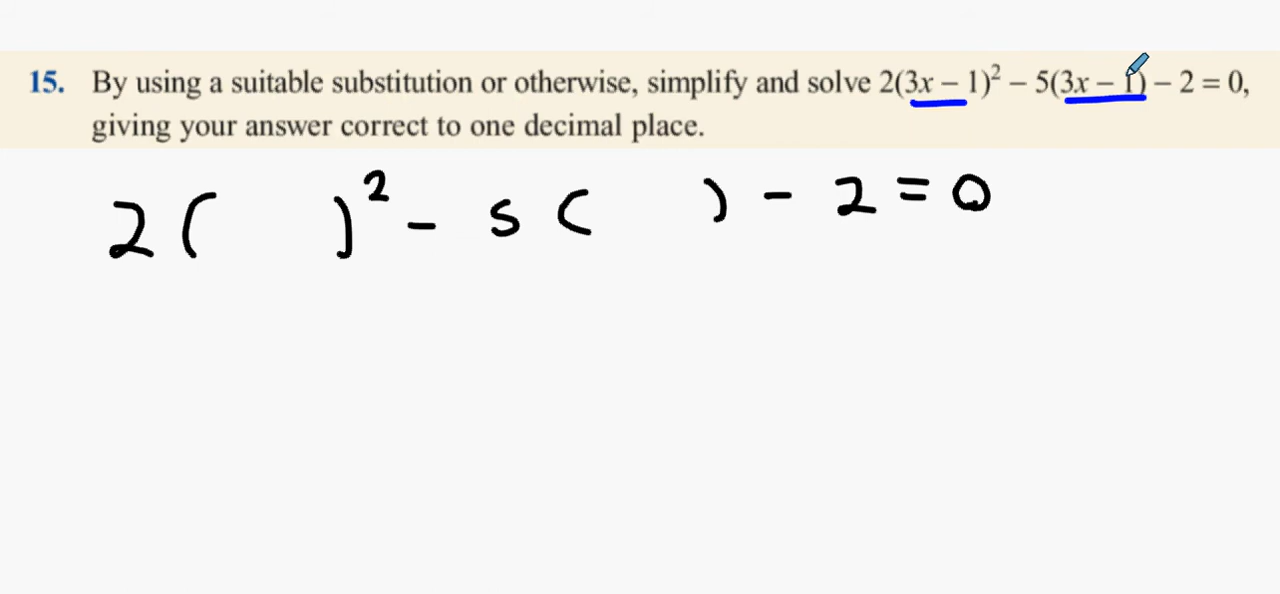 15. By using a suitable substitution or otherwise, simplify and solve 2(3x – 1)² – 5(3x – 1) – 2 = 0,
giving your answer correct to one decimal place.
2 (      )² - 5 (      ) - 2 = 0